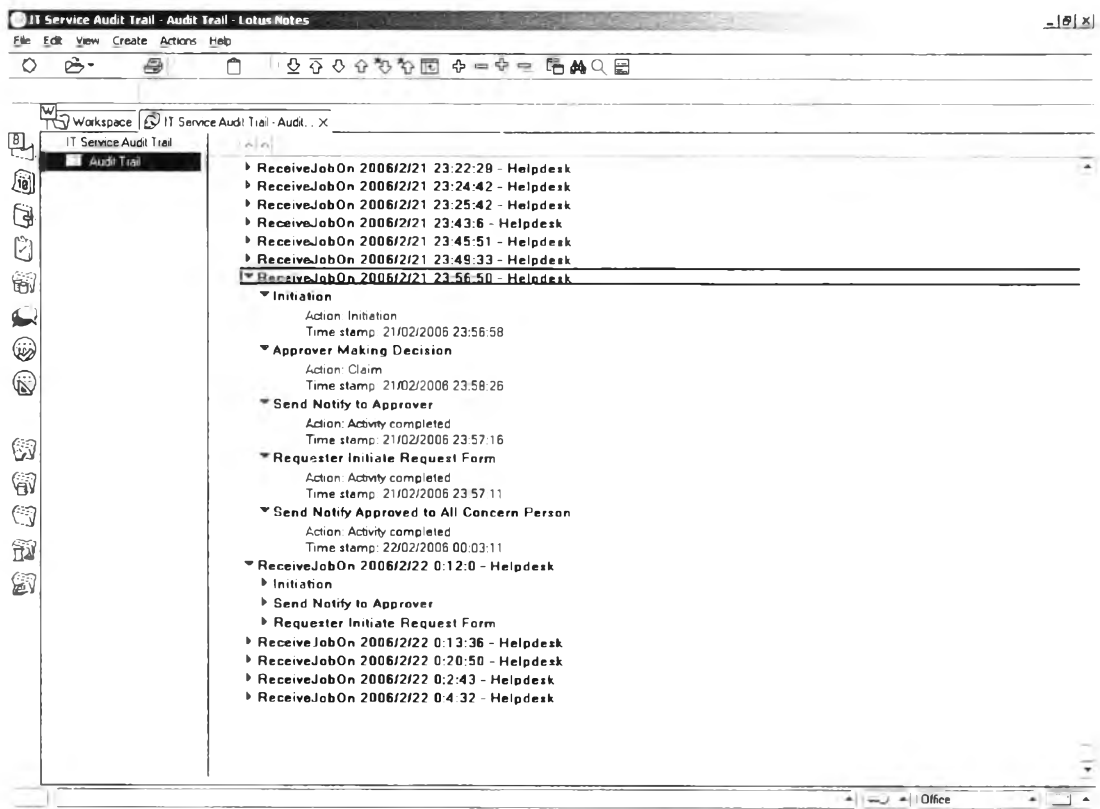 IT Service Audit Trail - Audit Trail - Lotus Notes
File Edit View Create Actions Help
W
Workspace
IT Service Audit Trail - Audit. . X
B
IT Service Audit Trail
Audit Trail
10
ReceiveJobOn 2006/2/21 23:22:29 - Helpdesk
ReceiveJobOn 2006/2/21 23:24:42 - Helpdesk
ReceiveJobOn 2006/2/21 23:25:42 - Helpdesk
ReceiveJobOn 2006/2/21 23:43:6 - Helpdesk
ReceiveJobOn 2006/2/21 23:45:51 - Helpdesk
ReceiveJobOn 2006/2/21 23:49:33 - Helpdesk
ReceiveJobOn 2006/2/21 23:56:50 - Helpdesk
Initiation
Action: Initiation
Time stamp: 21/02/2006 23:56:58
Approver Making Decision
Action: Claim
Time stamp: 21/02/2006 23:58:26
Send Notify to Approver
Action: Activity completed
Time stamp: 21/02/2006 23:57:16
Requester Initiate Request Form
Action: Activity completed
Time stamp: 21/02/2006 23:57:11
Send Notify Approved to All Concern Person
Action: Activity completed
Time stamp: 22/02/2006 00:03:11
ReceiveJobOn 2006/2/22 0:12:0 - Helpdesk
Initiation
Send Notify to Approver
Requester Initiate Request Form
ReceiveJobOn 2006/2/22 0:13:36 - Helpdesk
ReceiveJobOn 2006/2/22 0:20:50 - Helpdesk
ReceiveJobOn 2006/2/22 0:2:43 - Helpdesk
ReceiveJobOn 2006/2/22 0:4:32 - Helpdesk
Office